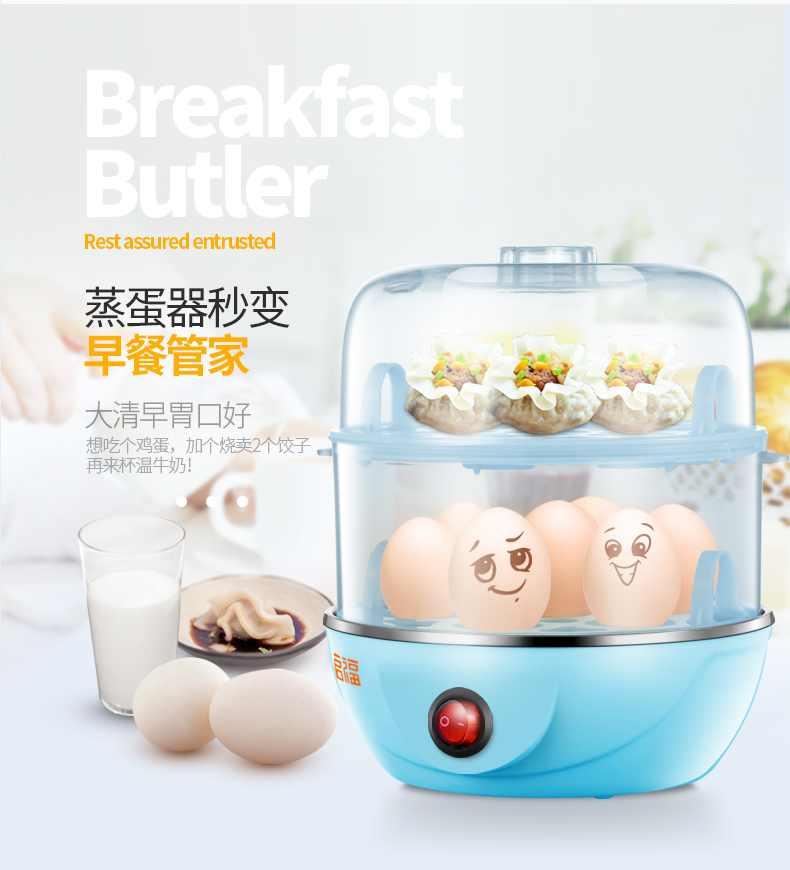 Breakfast
Butler
Rest assured entrusted
蒸蛋器秒变
早餐管家
大清早胃口好
想吃个鸡蛋，加个烧卖2个饺子
再来杯温牛奶！